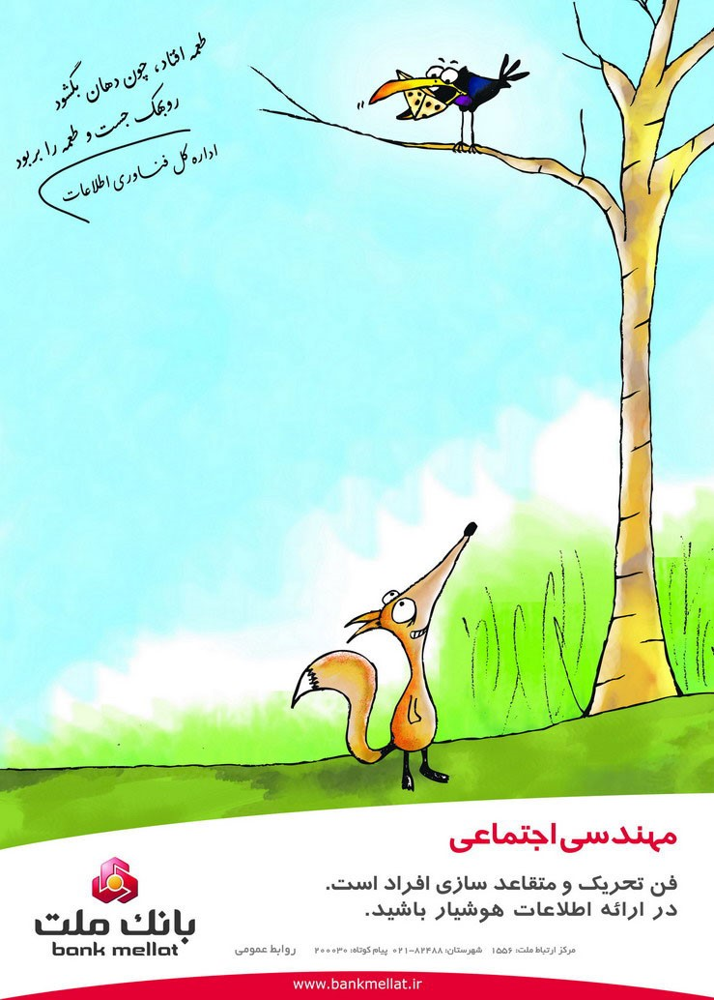 طعمه افتاد، چون دهان بگشود
روبهک جست و طعمه را بربود
اداره کل فناوری اطلاعات
مهندسی اجتماعی
فن تحریک و متقاعد سازی افراد است.
در ارائه اطلاعات هوشیار باشید.
بانك ملت
bank mellat
مرکز ارتباط ملت: ۱۵۵۶ شهرستان: ۸۲۴۸۸-۰۲۱ پیام کوتاه: ۲۰۰۰۳۰ روابط عمومی
www.bankmellat.ir